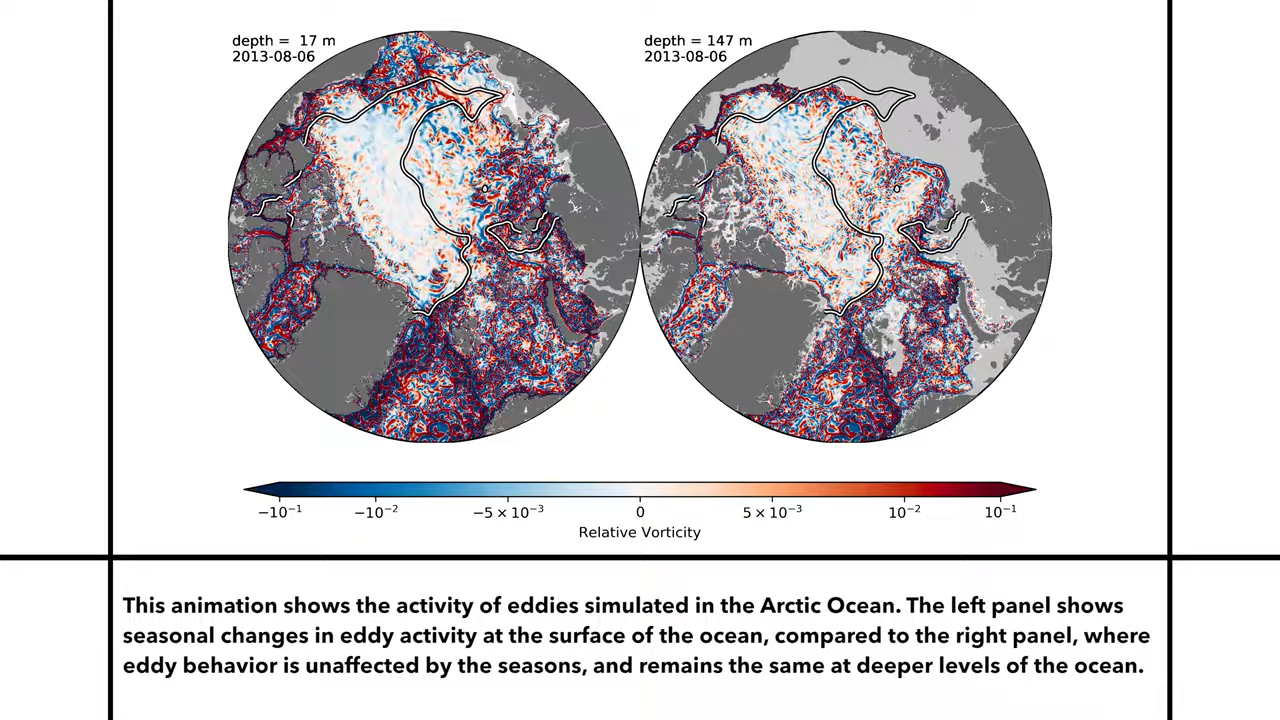 depth = 17 m
2013-08-06
depth = 147 m
2013-08-06
−10⁻¹
−10⁻²
−5 × 10⁻³
0
5 × 10⁻³
10⁻²
10⁻¹
Relative Vorticity
This animation shows the activity of eddies simulated in the Arctic Ocean. The left panel shows
seasonal changes in eddy activity at the surface of the ocean, compared to the right panel, where
eddy behavior is unaffected by the seasons, and remains the same at deeper levels of the ocean.